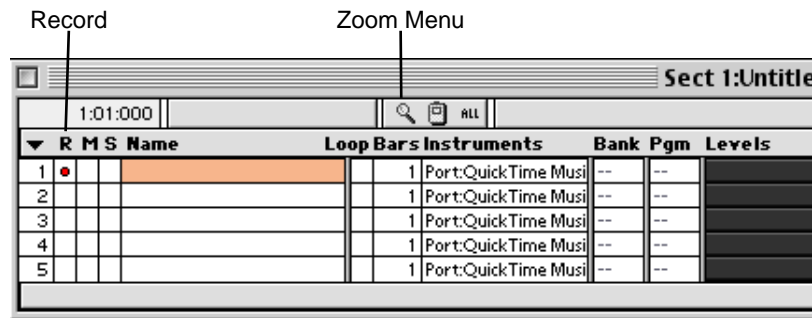 Record Zoom Menu
Sect 1:Untitle
1:01:000 ALL
R M S Name Loop Bars Instruments Bank Pgm Levels
1 1 Port:QuickTime Musi -- --
2 1 Port:QuickTime Musi -- --
3 1 Port:QuickTime Musi -- --
4 1 Port:QuickTime Musi -- --
5 1 Port:QuickTime Musi -- --